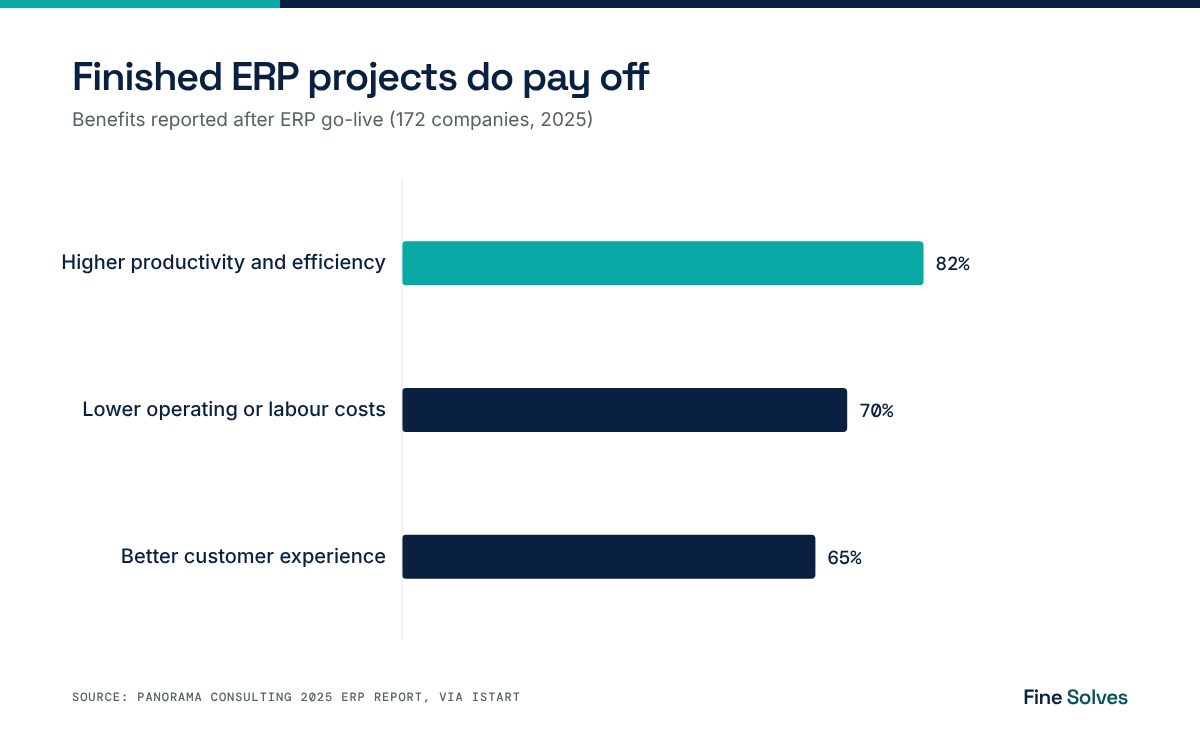 Finished ERP projects do pay off
Benefits reported after ERP go-live (172 companies, 2025)
Higher productivity and efficiency
82%
Lower operating or labour costs
70%
Better customer experience
65%
SOURCE: PANORAMA CONSULTING 2025 ERP REPORT, VIA ISTART
Fine Solves